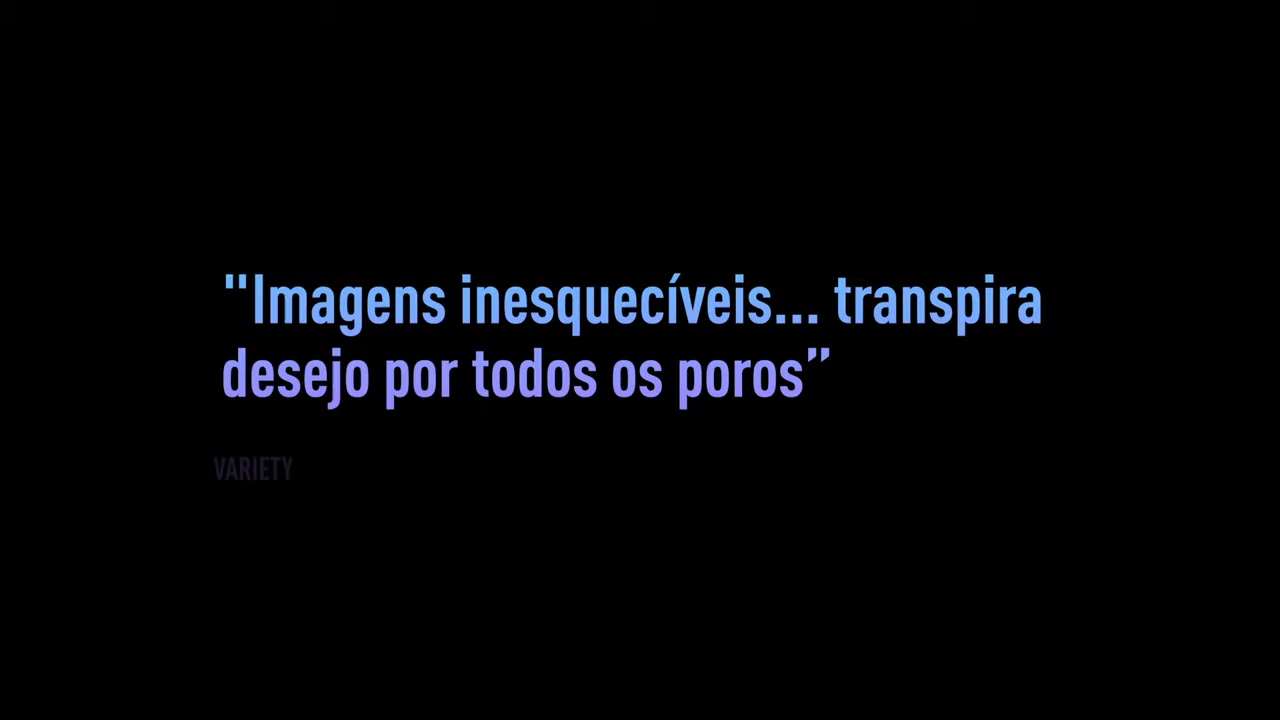 "Imagens inesquecíveis... transpira
desejo por todos os poros”
VARIETY